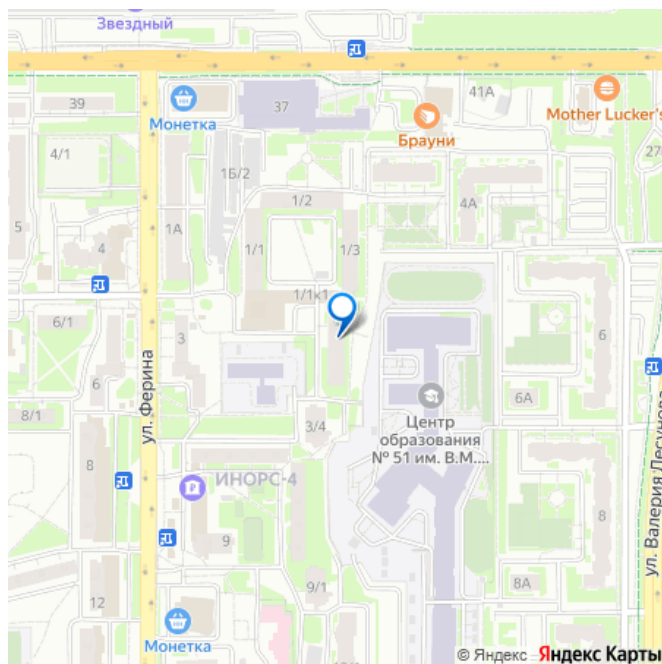 Звездный
39
Монетка
37
41А
Mother Lucker's
Брауни
27
4/1
1Б/2
1/2
4А
5
1А
4
1/1
1/3
1/1к1
6/1
3
6
6
6А
8/1
ул. Ферина
3/4
Центр
образования
№ 51 им. В.М....
8
ИНОРС-4
9
8
ул. Валерия Лесунова
9/1
8А
12
Монетка
© Яндекс Яндекс Карты